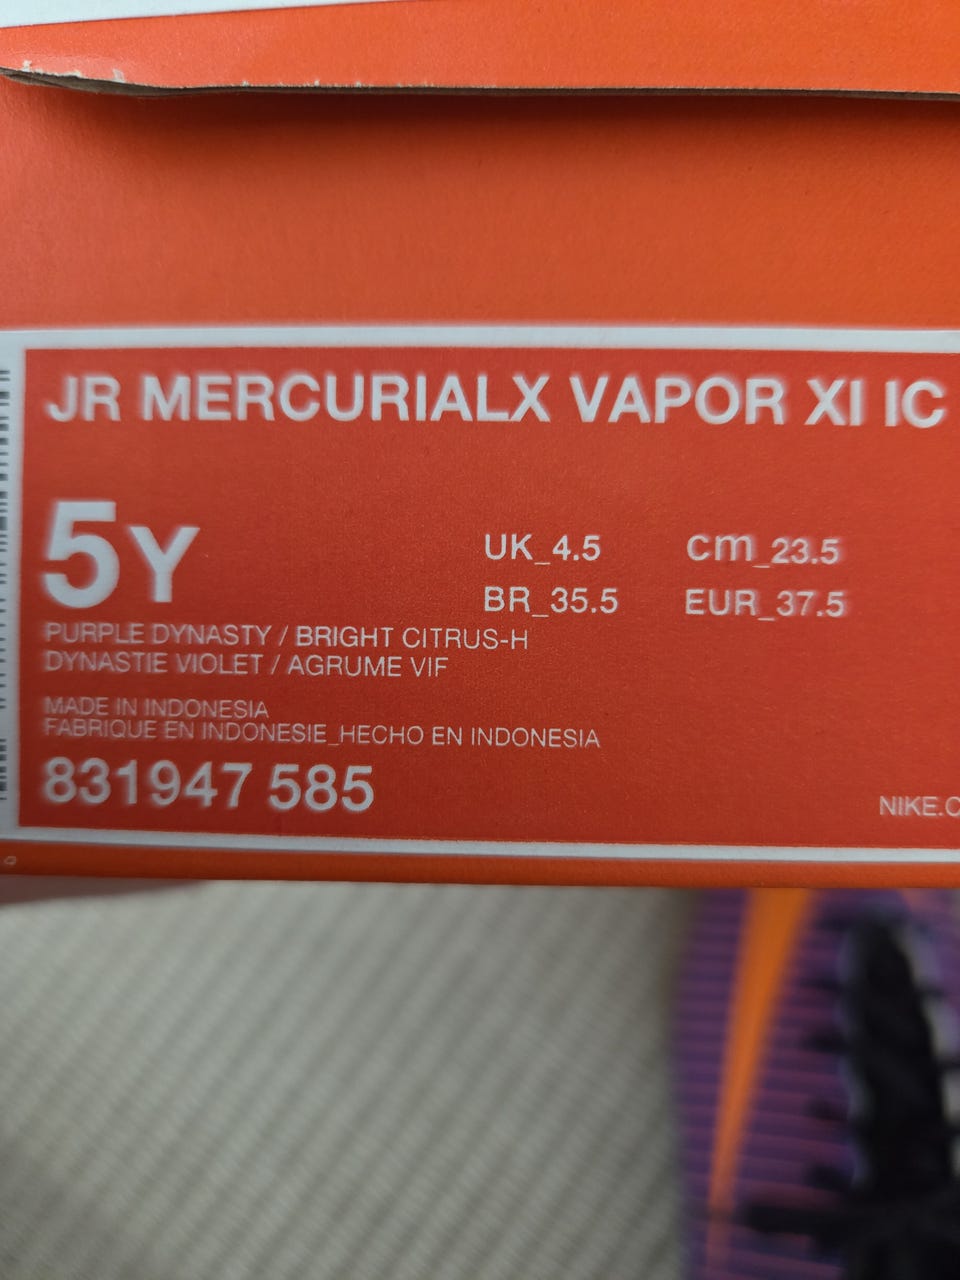 JR MERCURIALX VAPOR XI IC
5Y
UK_4.5 cm_23.5
BR_35.5 EUR_37.5
PURPLE DYNASTY / BRIGHT CITRUS-H
DYNASTIE VIOLET / AGRUME VIF
MADE IN INDONESIA
FABRIQUE EN INDONESIE_HECHO EN INDONESIA
831947 585
NIKE.C